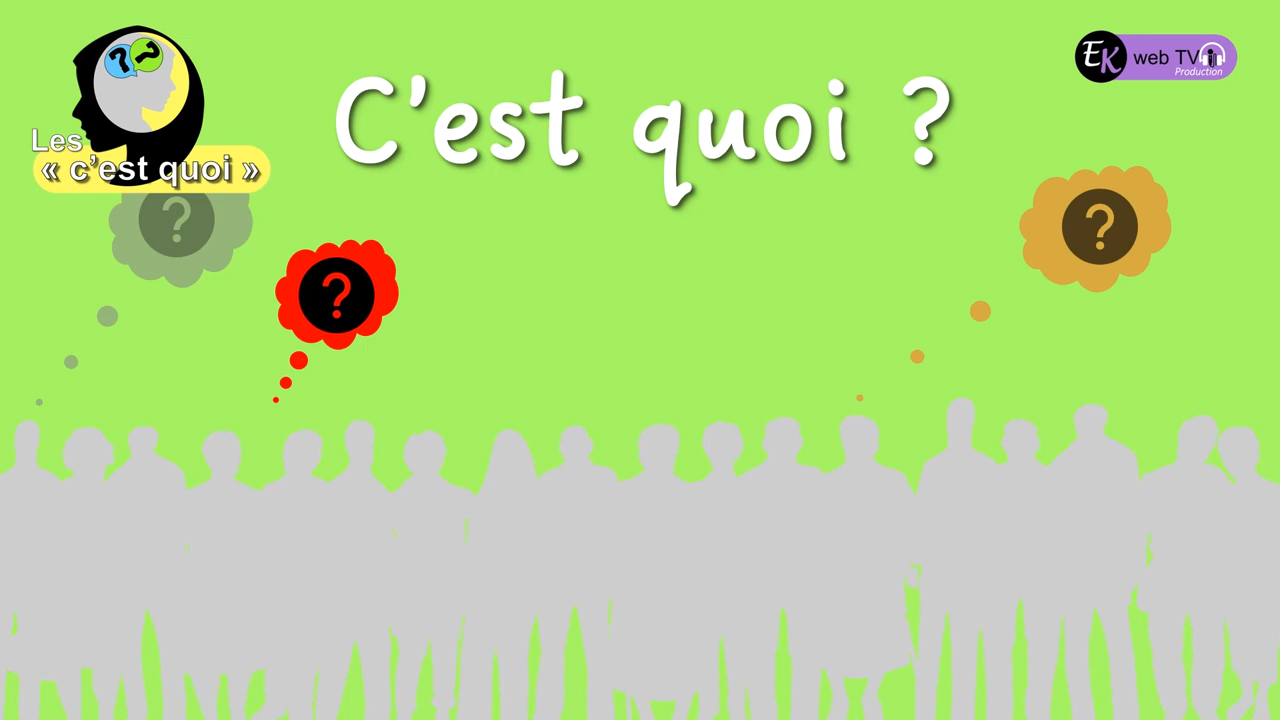 C'est quoi ?
EK web TV
Production
? ?
Les
« c'est quoi »
?
?
?